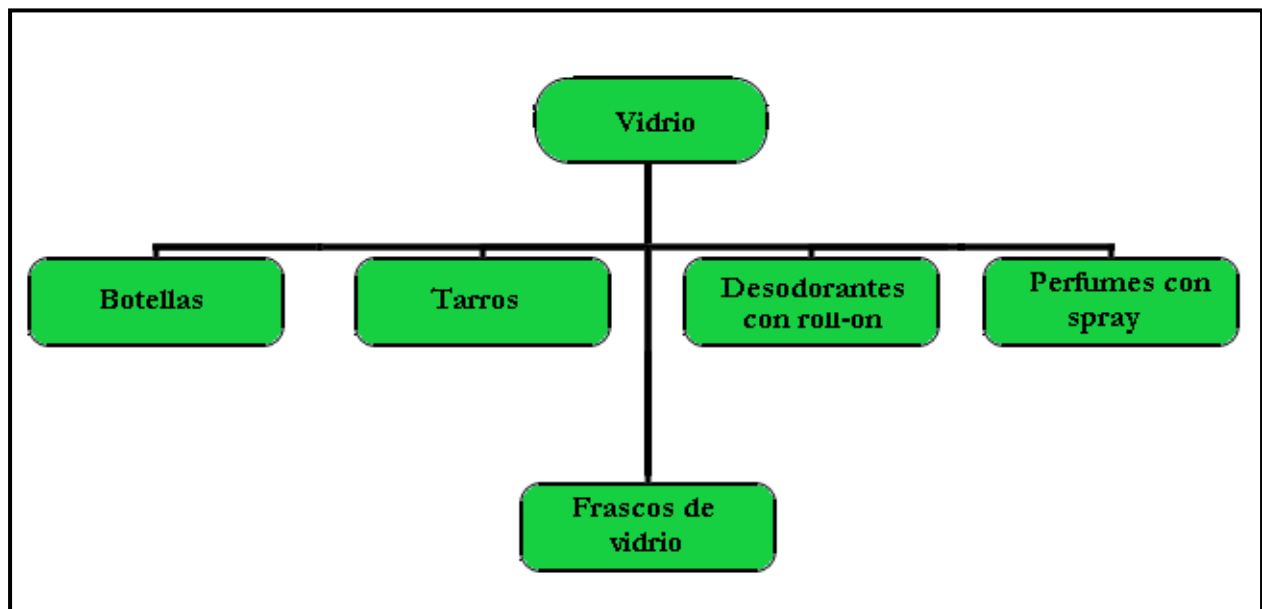 Vidrio
Botellas
Tarros
Desodorantes
con roll-on
Perfumes con
spray
Frascos de
vidrio